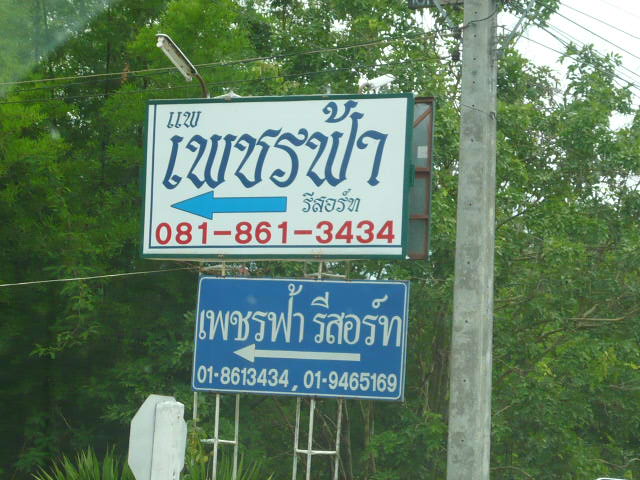 แพ
เพชรฟ้า
รีสอร์ท
081-861-3434
เพชรฟ้า รีสอร์ท
01-8613434 , 01-9465169